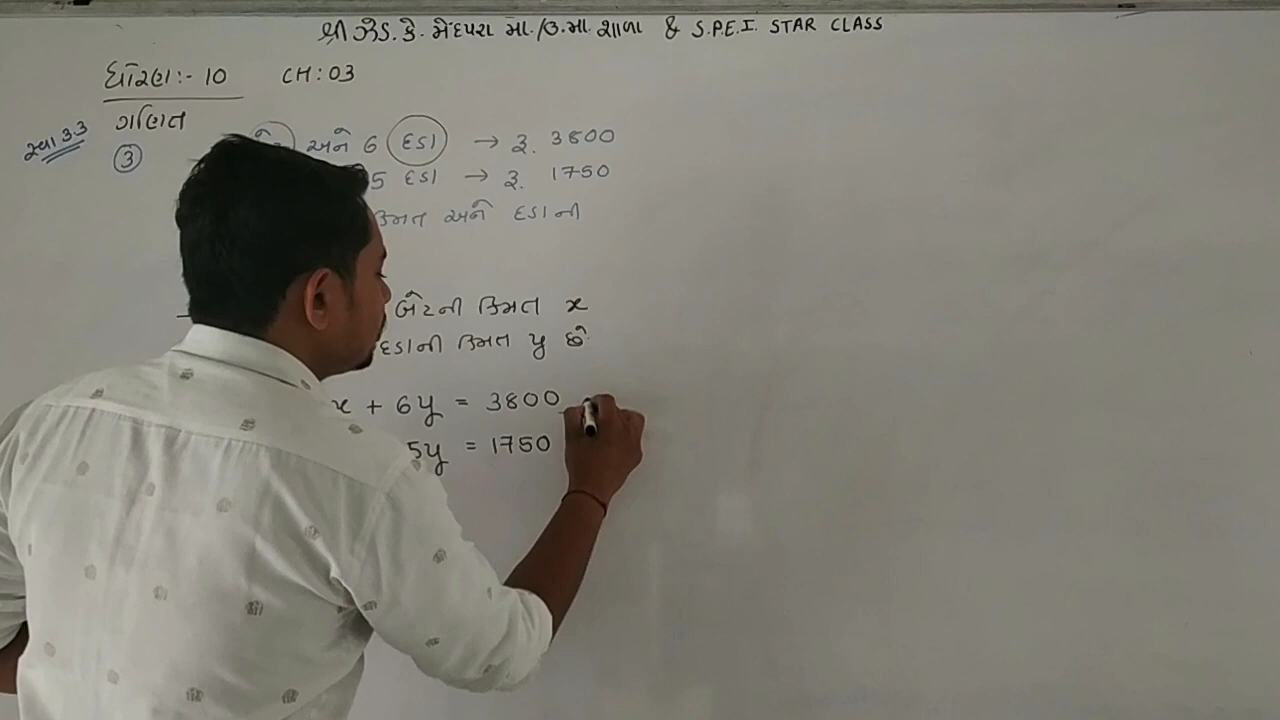 શ્રી ઝેડ.કે. મેંદપરા મા./ઉ.મા. શાળા & S.P.E.I. STAR CLASS
ધોરણ:- 10 CH: 03
ગણિત
સ્વા 3.3
③ અને 6 દડા → રૂ. 3800
5 દડા → રૂ. 1750
કિંમત અને દડાની
બેટની કિંમત x
દડાની કિંમત y છે.
x + 6y = 3800
5y = 1750